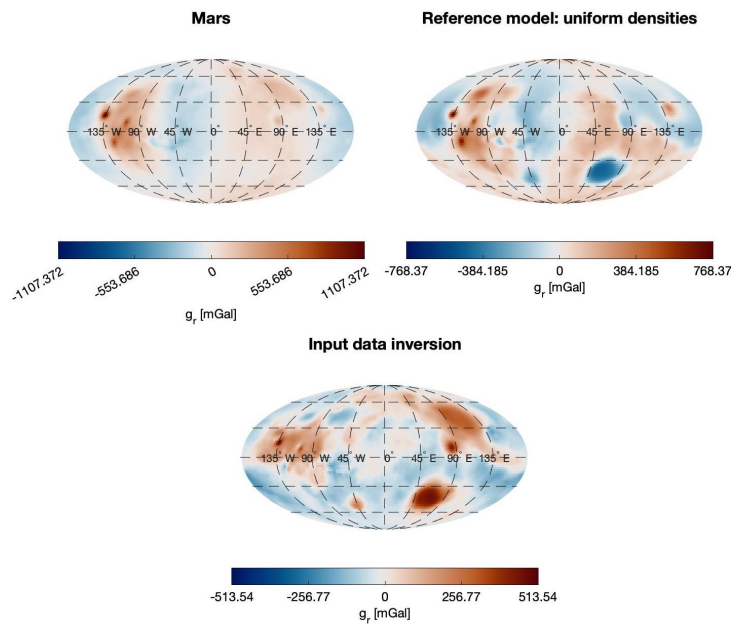 Mars
135° W 90° W 45° W 0° 45° E 90° E 135° E
-1107.372 -553.686 0 553.686 1107.372
g_r [mGal]
Reference model: uniform densities
135° W 90° W 45° W 0° 45° E 90° E 135° E
-768.37 -384.185 0 384.185 768.37
g_r [mGal]
Input data inversion
135° W 90° W 45° W 0° 45° E 90° E 135° E
-513.54 -256.77 0 256.77 513.54
g_r [mGal]